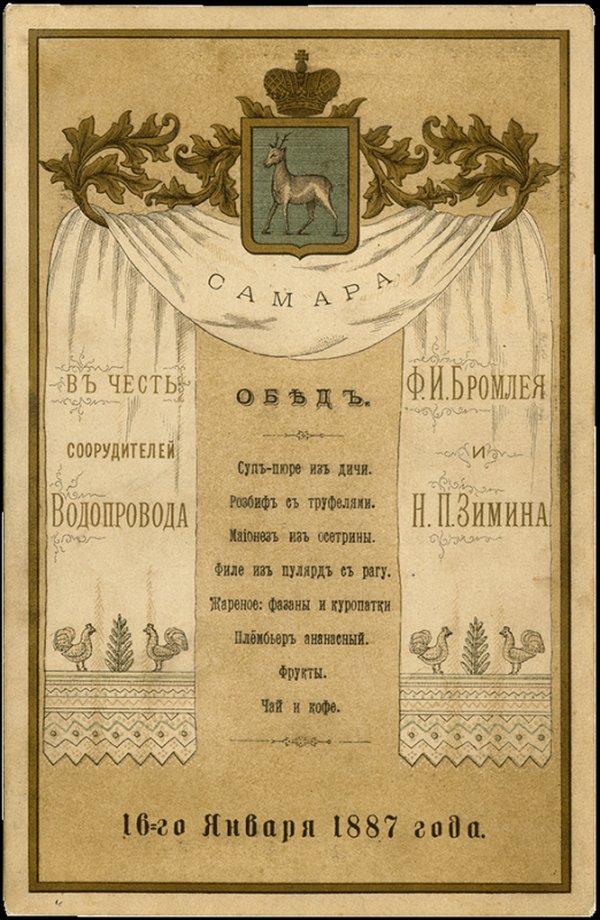 САМАРА
ВЪ ЧЕСТЬ
СООРУДИТЕЛЕЙ
ВОДОПРОВОДА
ОБѢДЪ.
Супъ-пюре изъ дичи.
Розбифъ съ труфелями.
Маіонезъ изъ осетрины.
Филе изъ пулярдъ съ рагу.
Жареное: фазаны и куропатки
Плёмбьеръ ананасный.
Фрукты.
Чай и кофе.
Ф.И.БРОМЛЕЯ
И
Н.П.ЗИМИНА
16=го Января 1887 года.